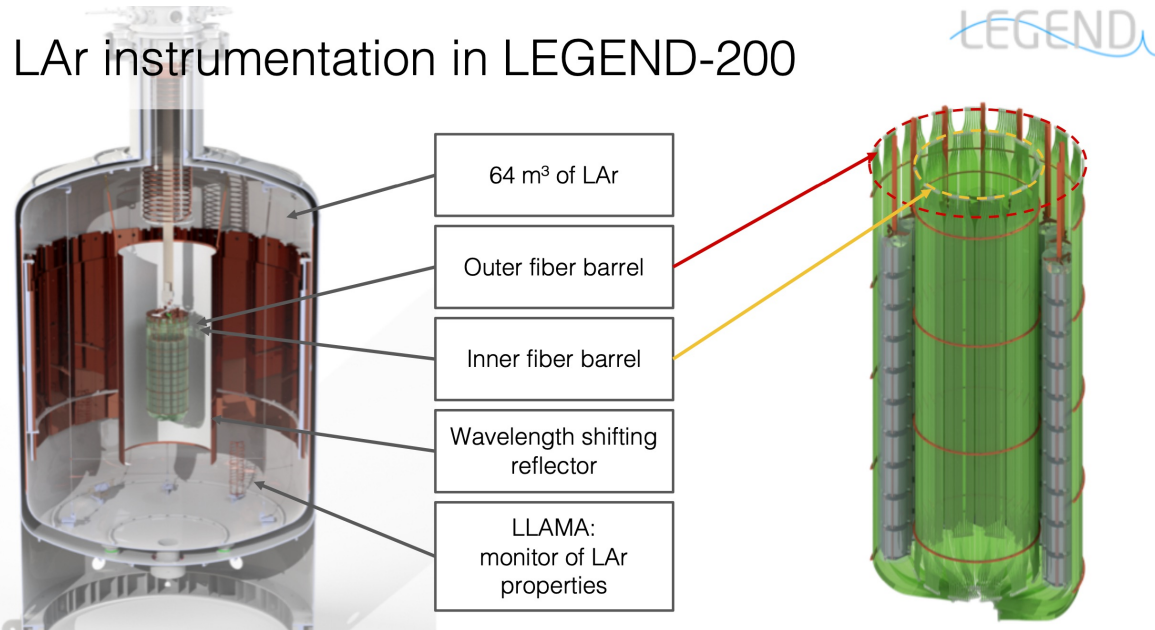 LAr instrumentation in LEGEND-200
LEGEND
64 m³ of LAr
Outer fiber barrel
Inner fiber barrel
Wavelength shifting
reflector
LLAMA:
monitor of LAr
properties